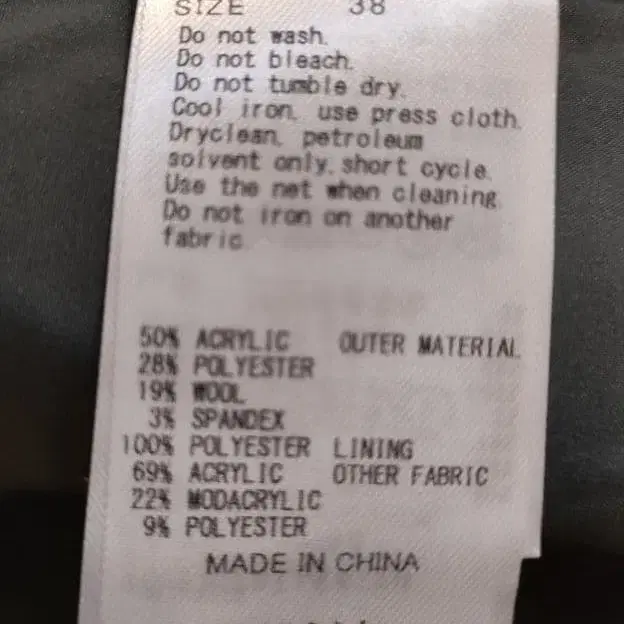 SIZE 38
Do not wash.
Do not bleach.
Do not tumble dry.
Cool iron, use press cloth.
Dryclean, petroleum
solvent only, short cycle.
Use the net when cleaning.
Do not iron on another
fabric.
50% ACRYLIC OUTER MATERIAL
28% POLYESTER
19% WOOL
3% SPANDEX
100% POLYESTER LINING
69% ACRYLIC OTHER FABRIC
22% MODACRYLIC
9% POLYESTER
MADE IN CHINA